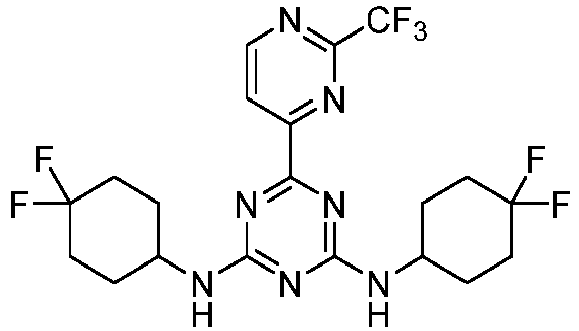 N CF3
N
F F
F N N F
N N N
H H